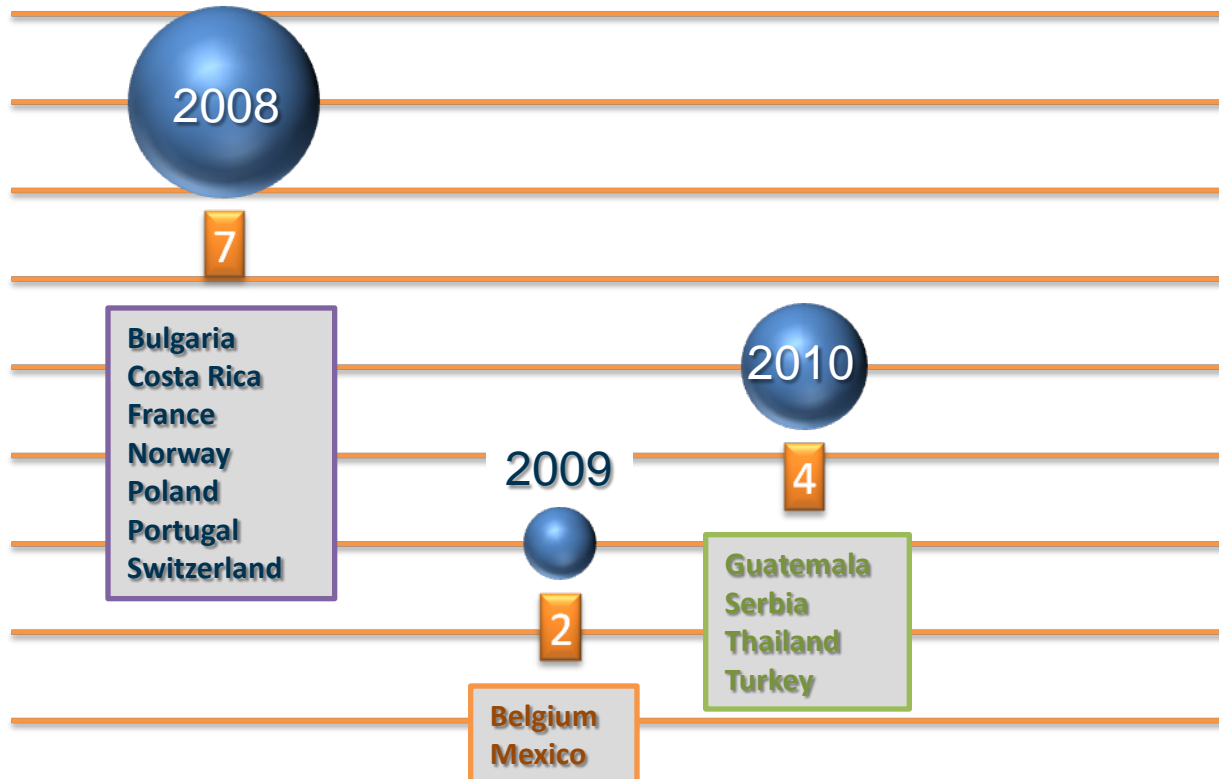 2008
7
Bulgaria
Costa Rica
France
Norway
Poland
Portugal
Switzerland
2009
2
Belgium
Mexico
2010
4
Guatemala
Serbia
Thailand
Turkey